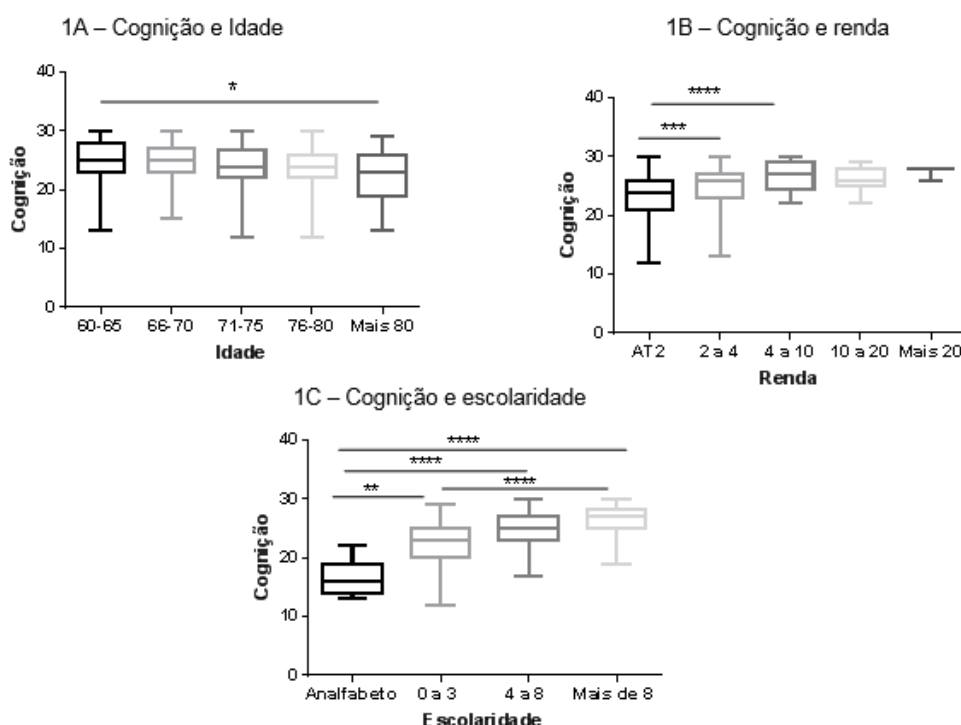 1A – Cognição e Idade
40
30
20
10
0
Cognição
*
60-65 66-70 71-75 76-80 Mais 80
Idade
1B – Cognição e renda
40
30
20
10
0
Cognição
****
***
AT2 2 a 4 4 a 10 10 a 20 Mais 20
Renda
1C – Cognição e escolaridade
40
30
20
10
0
Cognição
****
****
** ****
Analfabeto 0 a 3 4 a 8 Mais de 8
Escolaridade